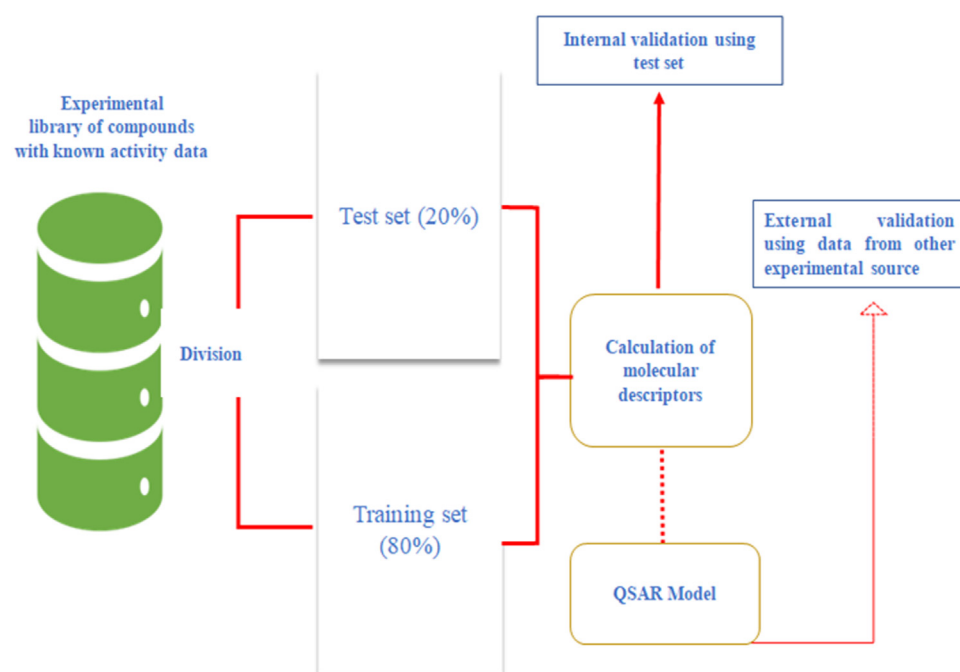 Experimental
library of compounds
with known activity data
Division
Test set (20%)
Training set
(80%)
Internal validation using
test set
External validation
using data from other
experimental source
Calculation of
molecular
descriptors
QSAR Model